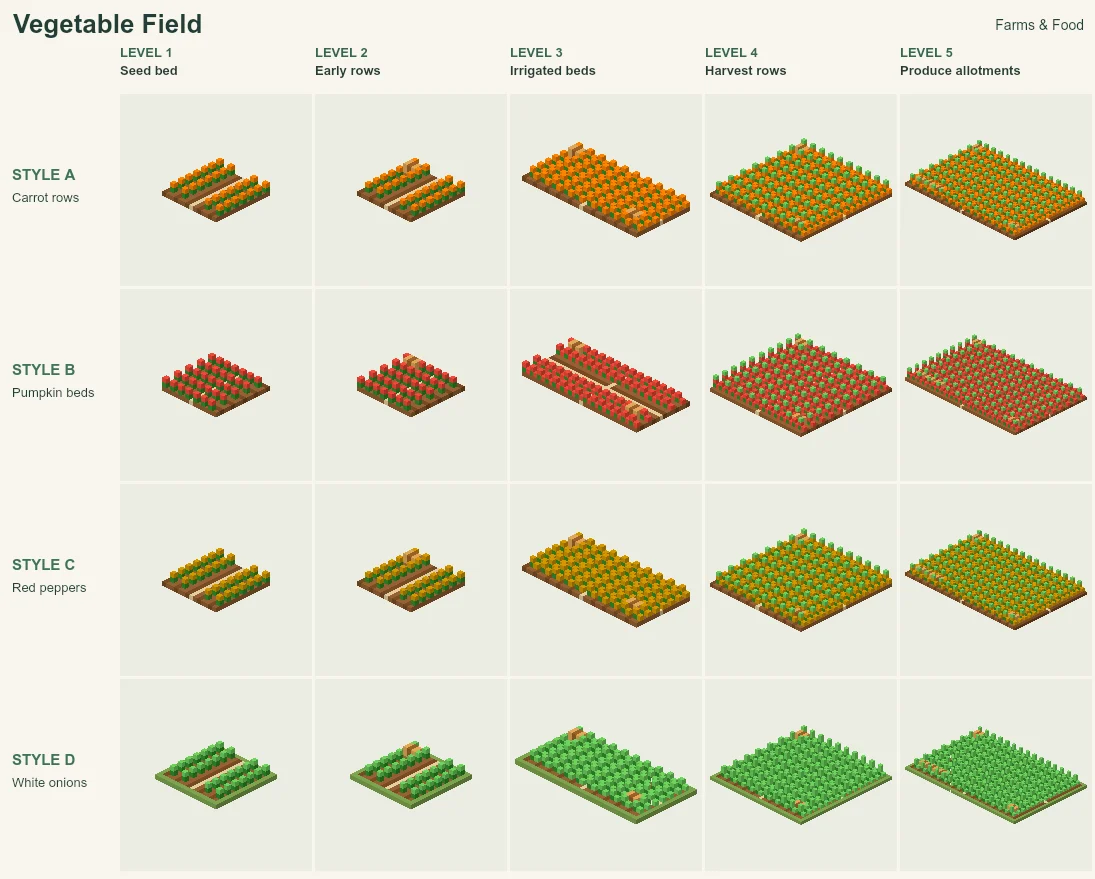 Vegetable Field
Farms & Food
LEVEL 1
Seed bed
LEVEL 2
Early rows
LEVEL 3
Irrigated beds
LEVEL 4
Harvest rows
LEVEL 5
Produce allotments
STYLE A
Carrot rows
STYLE B
Pumpkin beds
STYLE C
Red peppers
STYLE D
White onions